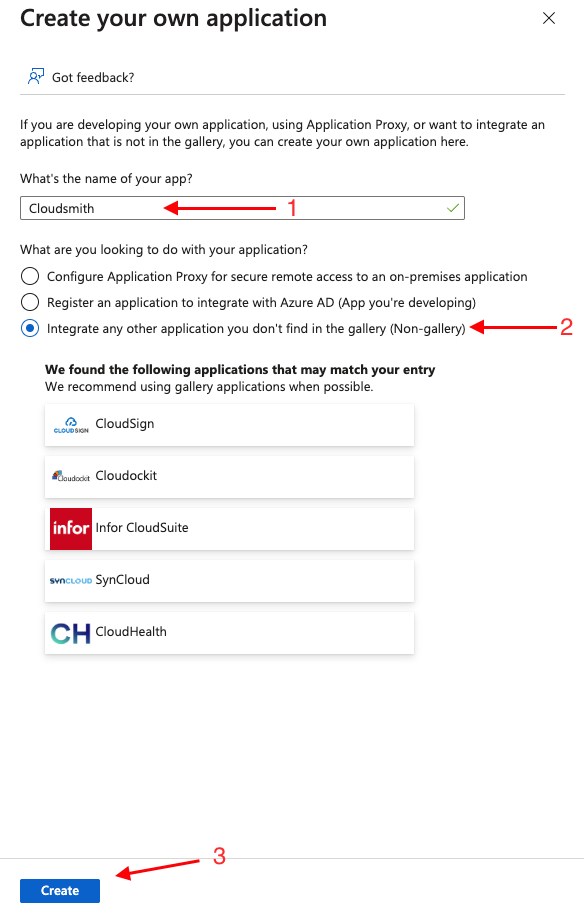 Create your own application
Got feedback?
If you are developing your own application, using Application Proxy, or want to integrate an
application that is not in the gallery, you can create your own application here.
What's the name of your app?
Cloudsmith
1
What are you looking to do with your application?
Configure Application Proxy for secure remote access to an on-premises application
Register an application to integrate with Azure AD (App you're developing)
Integrate any other application you don't find in the gallery (Non-gallery)
2
We found the following applications that may match your entry
We recommend using gallery applications when possible.
CLOUDSIGN CloudSign
Cloudockit Cloudockit
infor Infor CloudSuite
SYNCLOUD SynCloud
CH CloudHealth
3
Create